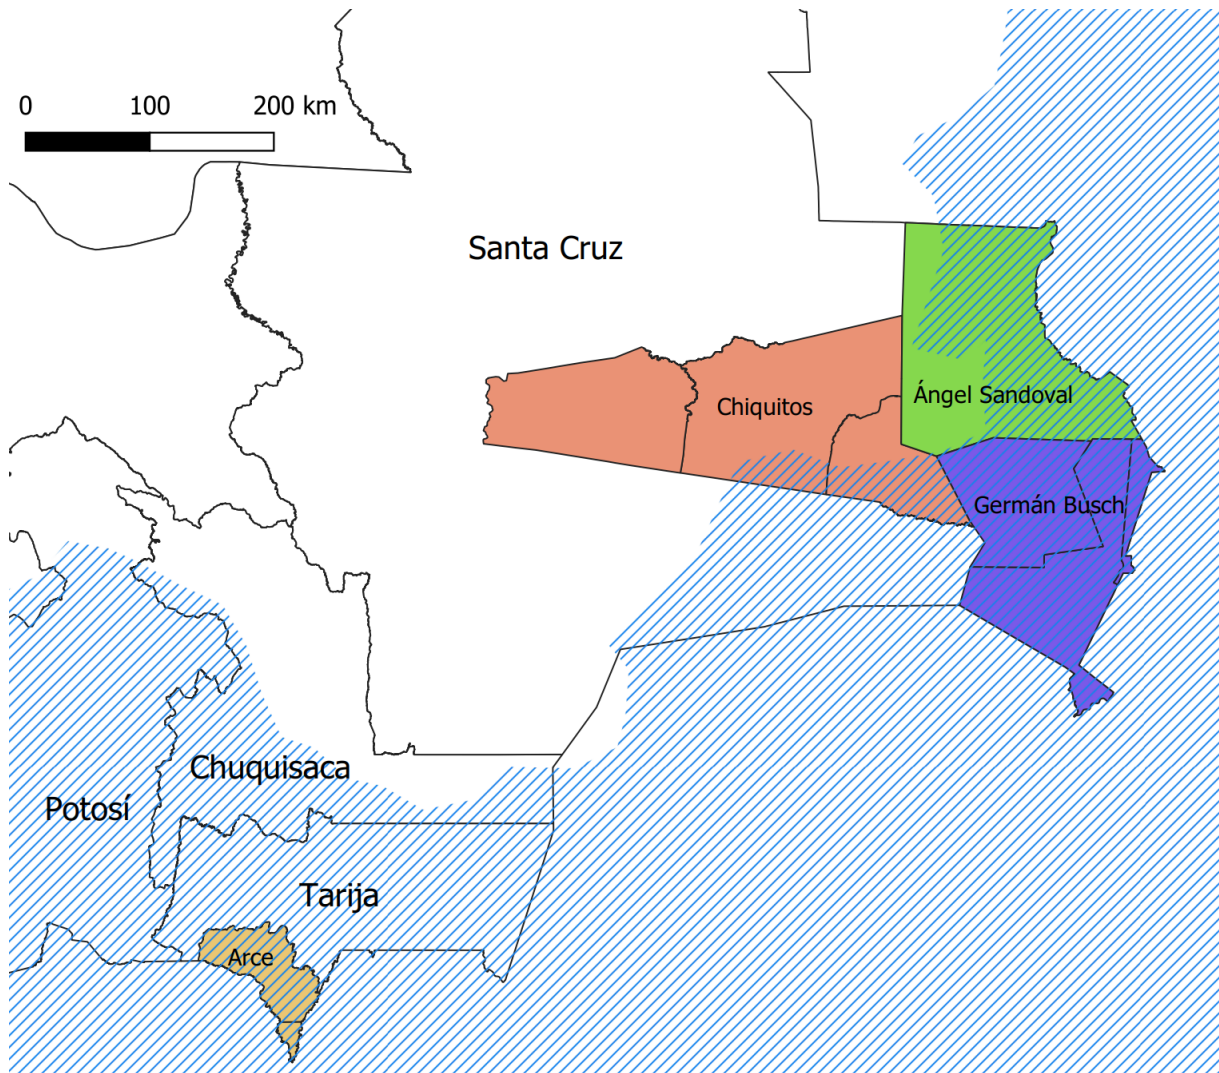 0 100 200 km
Santa Cruz
Chiquitos
Ángel Sandoval
Germán Busch
Chuquisaca
Potosí
Tarija
Arce